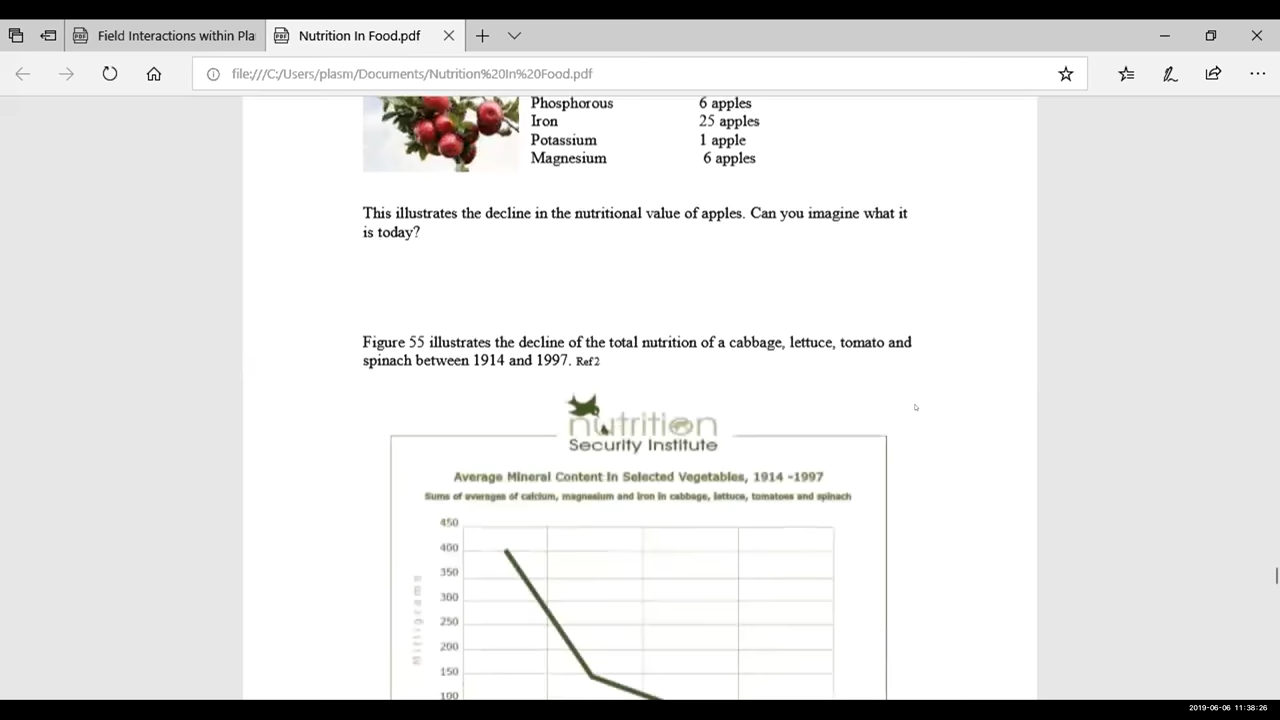 Field Interactions within Pla
Nutrition In Food.pdf
file:///C:/Users/plasm/Documents/Nutrition%20In%20Food.pdf
Phosphorous 6 apples
Iron 25 apples
Potassium 1 apple
Magnesium 6 apples
This illustrates the decline in the nutritional value of apples. Can you imagine what it
is today?
Figure 55 illustrates the decline of the total nutrition of a cabbage, lettuce, tomato and
spinach between 1914 and 1997. Ref 2
nutrition
Security Institute
Average Mineral Content in Selected Vegetables, 1914 -1997
Sums of averages of calcium, magnesium and iron in cabbage, lettuce, tomatoes and spinach
450
400
350
300
250
200
150
100
Milligrams
2019-06-06 11:38:26